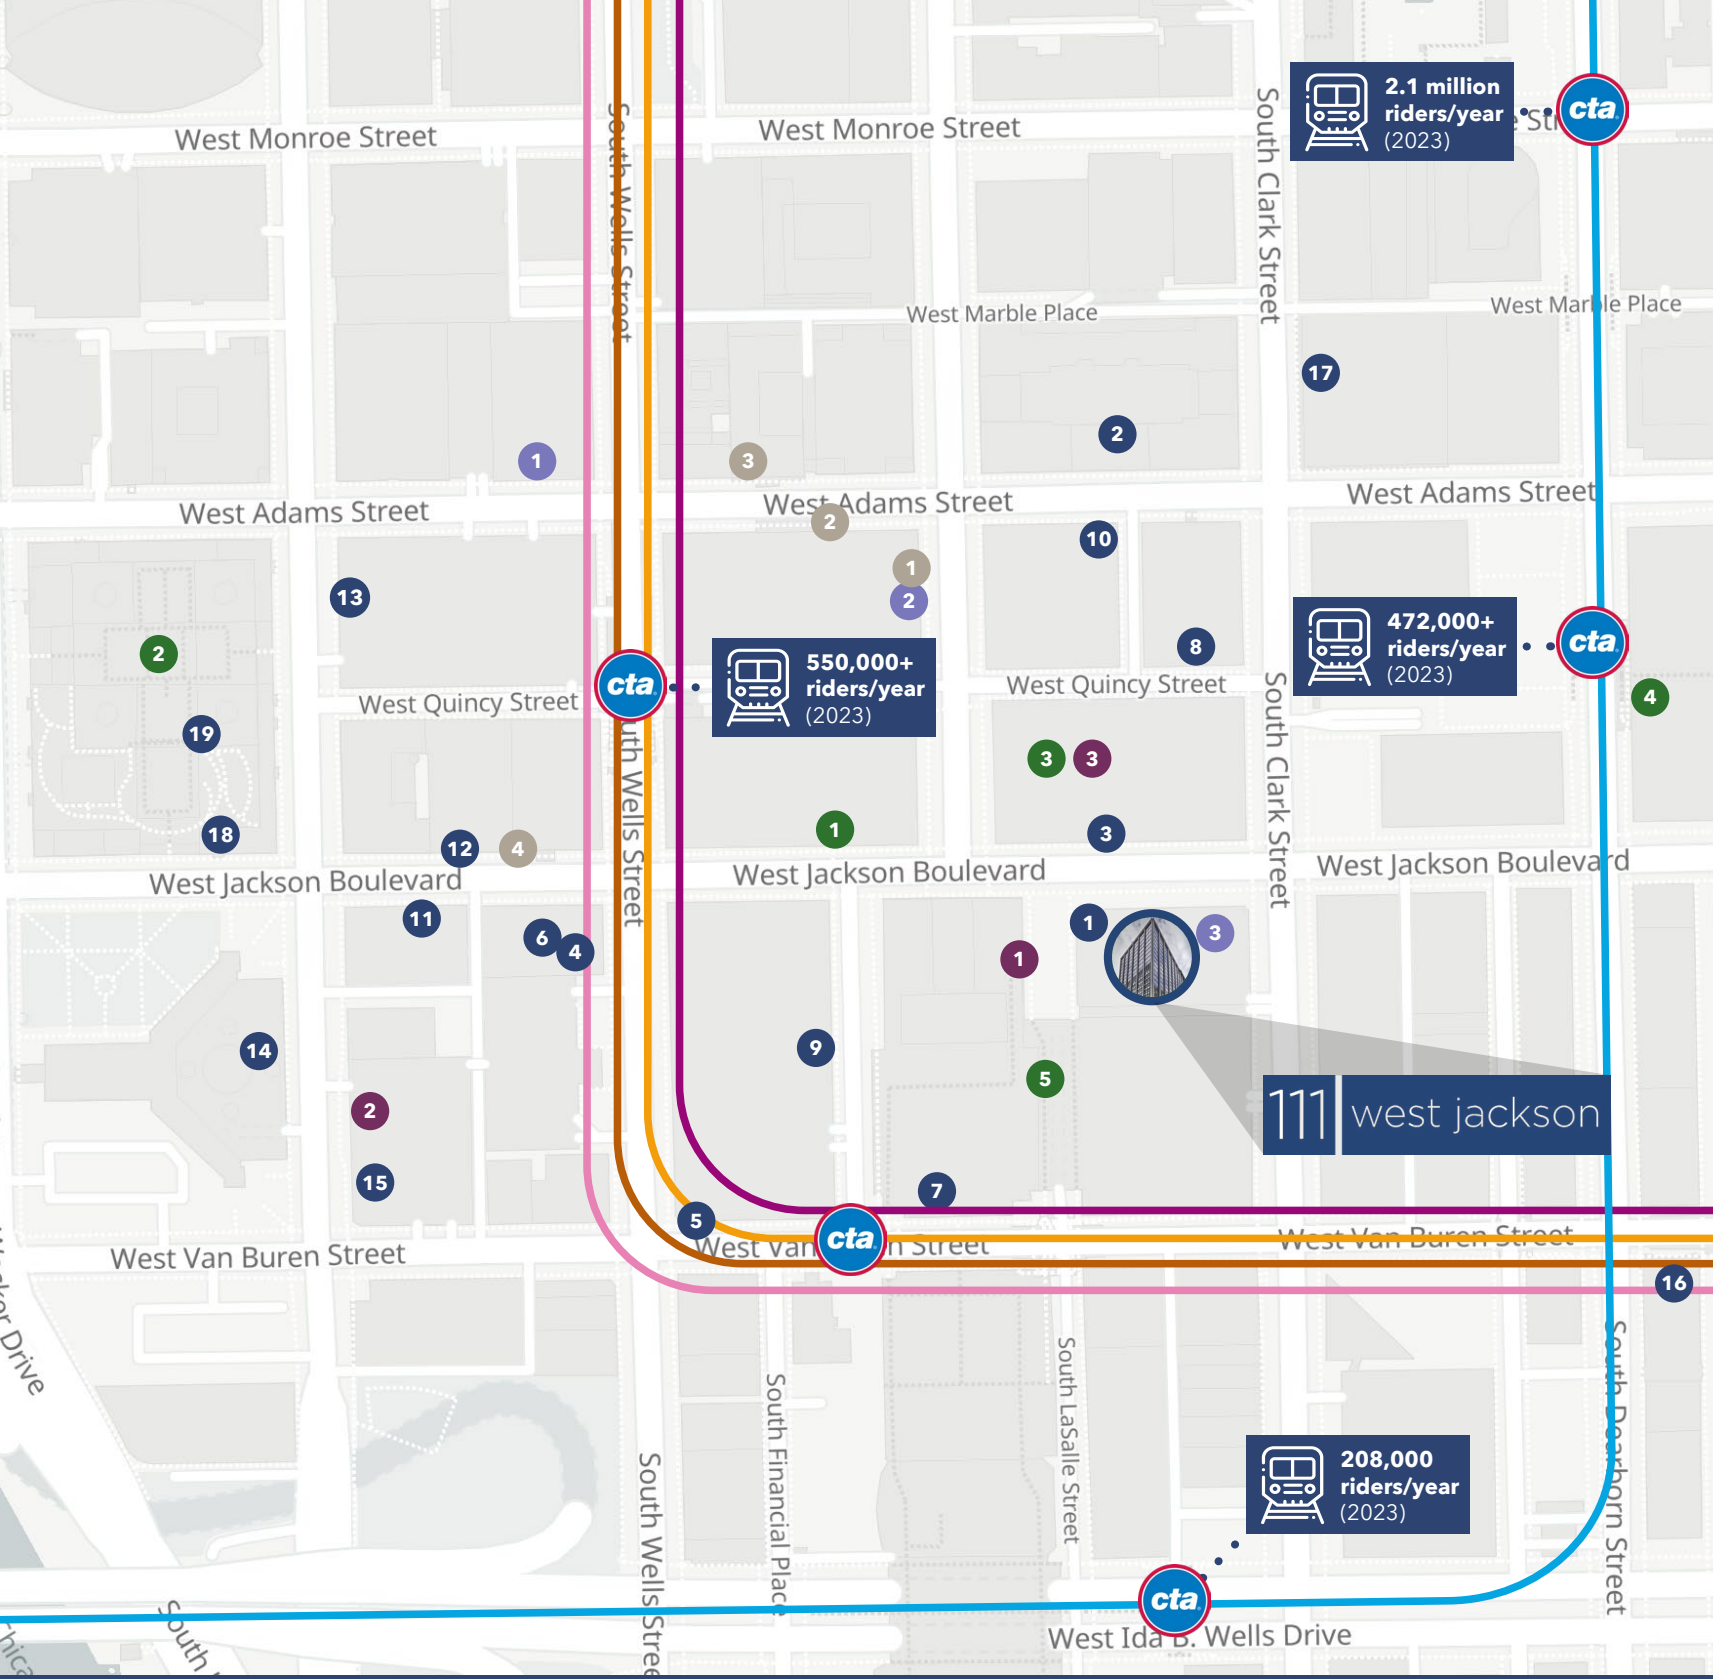 2.1 million
riders/year
(2023)
cta
West Monroe Street
West Monroe Street
South Wells Street
South Clark Street
West Marble Place
West Marble Place
17
2
1
3
West Adams Street
West Adams Street
West Adams Street
2
10
1
2
13
2
8
472,000+
riders/year
(2023)
cta
550,000+
riders/year
(2023)
cta
West Quincy Street
West Quincy Street
South Clark Street
4
19
3
3
South Wells Street
18
12
4
1
3
West Jackson Boulevard
West Jackson Boulevard
West Jackson Boulevard
11
6
4
1
1
3
14
9
5
2
111 west jackson
15
7
5
cta
West Van Buren Street
West Van Buren Street
West Van Buren Street
16
South Financial Place
South LaSalle Street
South Dearborn Street
South Wells Street
208,000
riders/year
(2023)
cta
West Ida B. Wells Drive
South